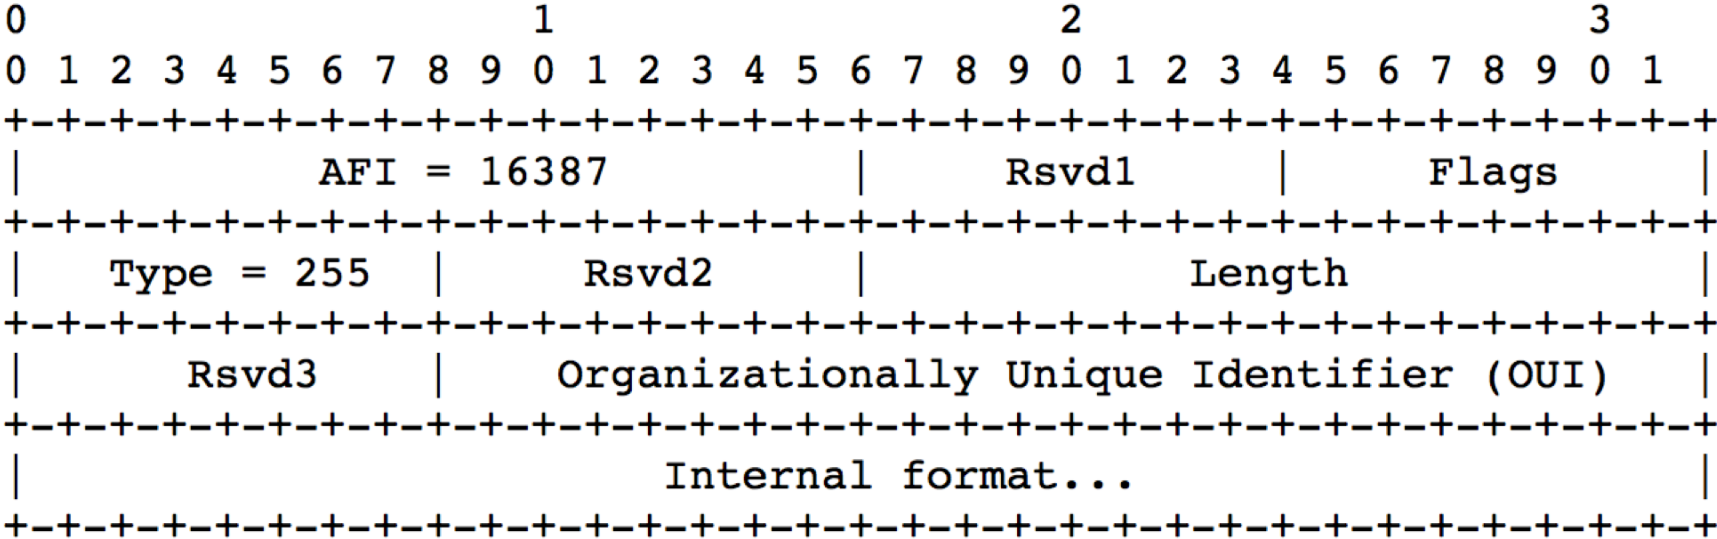 0                   1                   2                   3
0 1 2 3 4 5 6 7 8 9 0 1 2 3 4 5 6 7 8 9 0 1 2 3 4 5 6 7 8 9 0 1
+-+-+-+-+-+-+-+-+-+-+-+-+-+-+-+-+-+-+-+-+-+-+-+-+-+-+-+-+-+-+-+-+
|           AFI = 16387         |     Rsvd1     |     Flags     |
+-+-+-+-+-+-+-+-+-+-+-+-+-+-+-+-+-+-+-+-+-+-+-+-+-+-+-+-+-+-+-+-+
|   Type = 255  |     Rsvd2     |            Length             |
+-+-+-+-+-+-+-+-+-+-+-+-+-+-+-+-+-+-+-+-+-+-+-+-+-+-+-+-+-+-+-+-+
|      Rsvd3    |    Organizationally Unique Identifier (OUI)   |
+-+-+-+-+-+-+-+-+-+-+-+-+-+-+-+-+-+-+-+-+-+-+-+-+-+-+-+-+-+-+-+-+
|                        Internal format...                     |
+-+-+-+-+-+-+-+-+-+-+-+-+-+-+-+-+-+-+-+-+-+-+-+-+-+-+-+-+-+-+-+-+